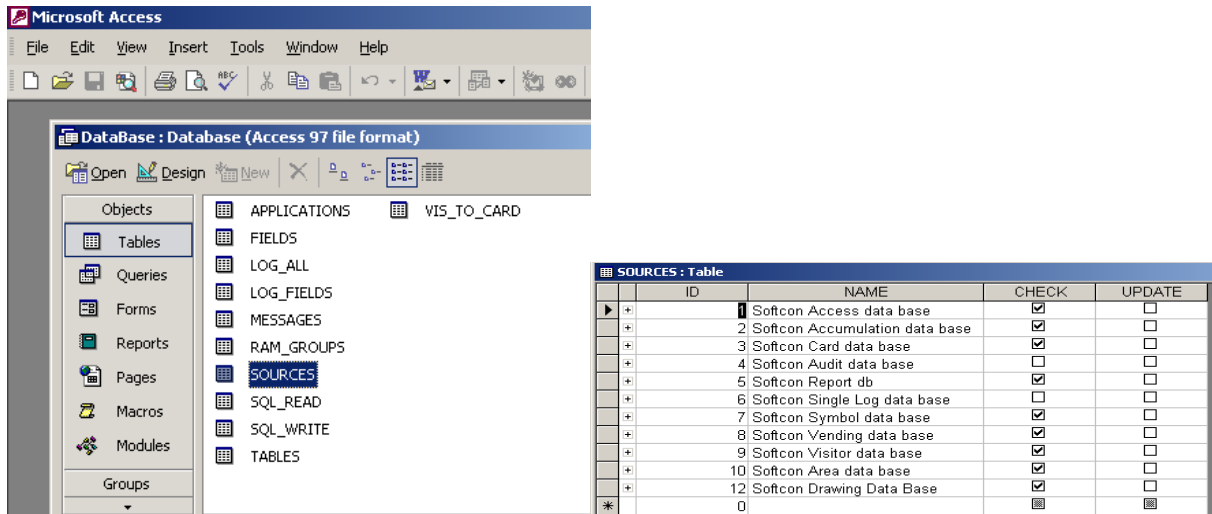 Microsoft Access
File Edit View Insert Tools Window Help
DataBase : Database (Access 97 file format)
Open Design New
Objects
Tables
Queries
Forms
Reports
Pages
Macros
Modules
Groups
APPLICATIONS
FIELDS
LOG_ALL
LOG_FIELDS
MESSAGES
RAM_GROUPS
SOURCES
SQL_READ
SQL_WRITE
TABLES
VIS_TO_CARD
SOURCES : Table
ID NAME CHECK UPDATE
1 Softcon Access data base
2 Softcon Accumulation data base
3 Softcon Card data base
4 Softcon Audit data base
5 Softcon Report db
6 Softcon Single Log data base
7 Softcon Symbol data base
8 Softcon Vending data base
9 Softcon Visitor data base
10 Softcon Area data base
12 Softcon Drawing Data Base
0